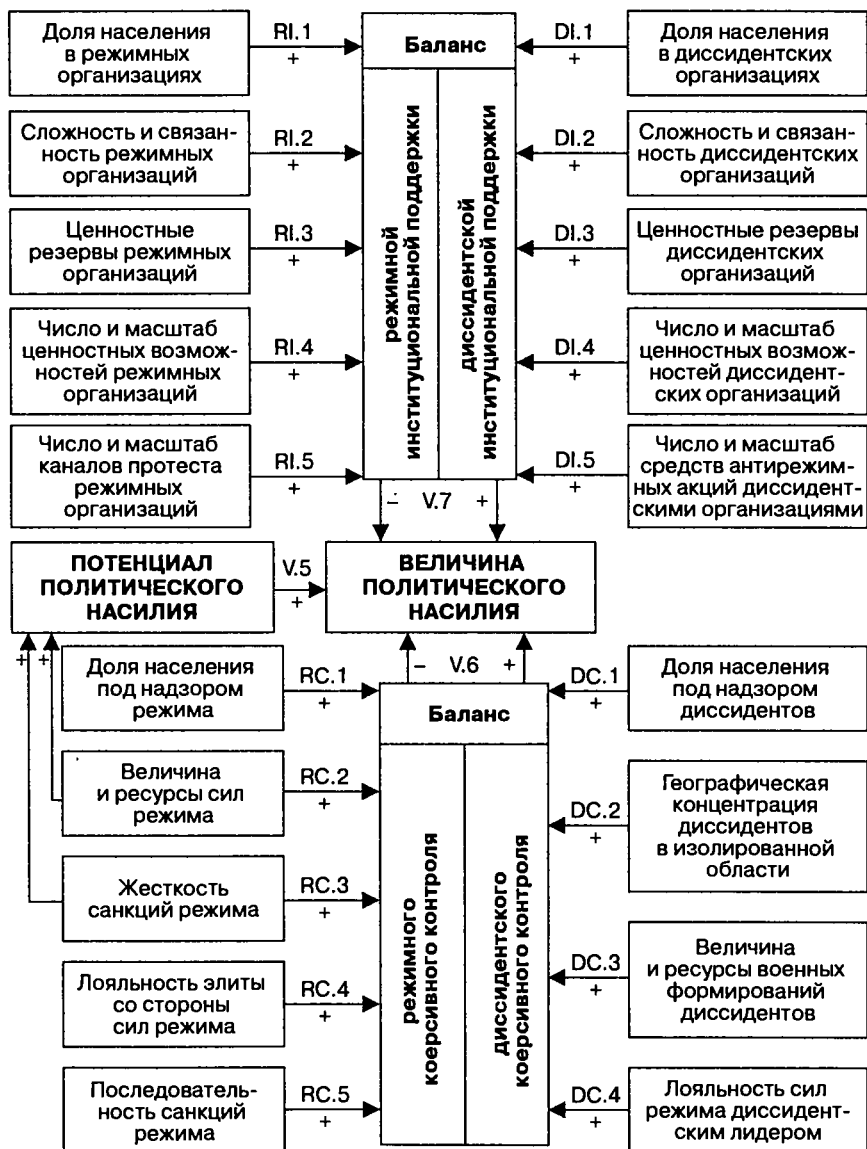 Доля населения
в режимных
организациях
RI.1
+
Баланс
DI.1
+
Доля населения
в диссидентских
организациях
Сложность и связан-
ность режимных
организаций
RI.2
+
режимной
институциональной поддержки
диссидентской
институциональной поддержки
DI.2
+
Сложность и связан-
ность диссидентских
организаций
Ценностные
резервы режимных
организаций
RI.3
+
DI.3
+
Ценностные резервы
диссидентских
организаций
Число и масштаб
ценностных возмож-
ностей режимных
организаций
RI.4
+
DI.4
+
Число и масштаб
ценностных
возможностей диссидент-
ских организаций
Число и масштаб
каналов протеста
режимных
организаций
RI.5
+
DI.5
+
Число и масштаб
средств антирежим-
ных акций диссидент-
скими организациями
– V.7 +
ПОТЕНЦИАЛ
ПОЛИТИЧЕСКОГО
НАСИЛИЯ
V.5
+
ВЕЛИЧИНА
ПОЛИТИЧЕСКОГО
НАСИЛИЯ
+ +
– V.6 +
Доля населения
под надзором
режима
RC.1
+
Баланс
DC.1
+
Доля населения
под надзором
диссидентов
Величина
и ресурсы сил
режима
RC.2
+
режимного
коерсивного контроля
диссидентского
коерсивного контроля
DC.2
+
Географическая
концентрация
диссидентов
в изолированной
области
Жесткость
санкций режима
RC.3
+
DC.3
+
Величина
и ресурсы военных
формирований
диссидентов
Лояльность элиты
со стороны
сил режима
RC.4
+
Последователь-
ность санкций
режима
RC.5
+
DC.4
+
Лояльность сил
режима диссидент-
ским лидером